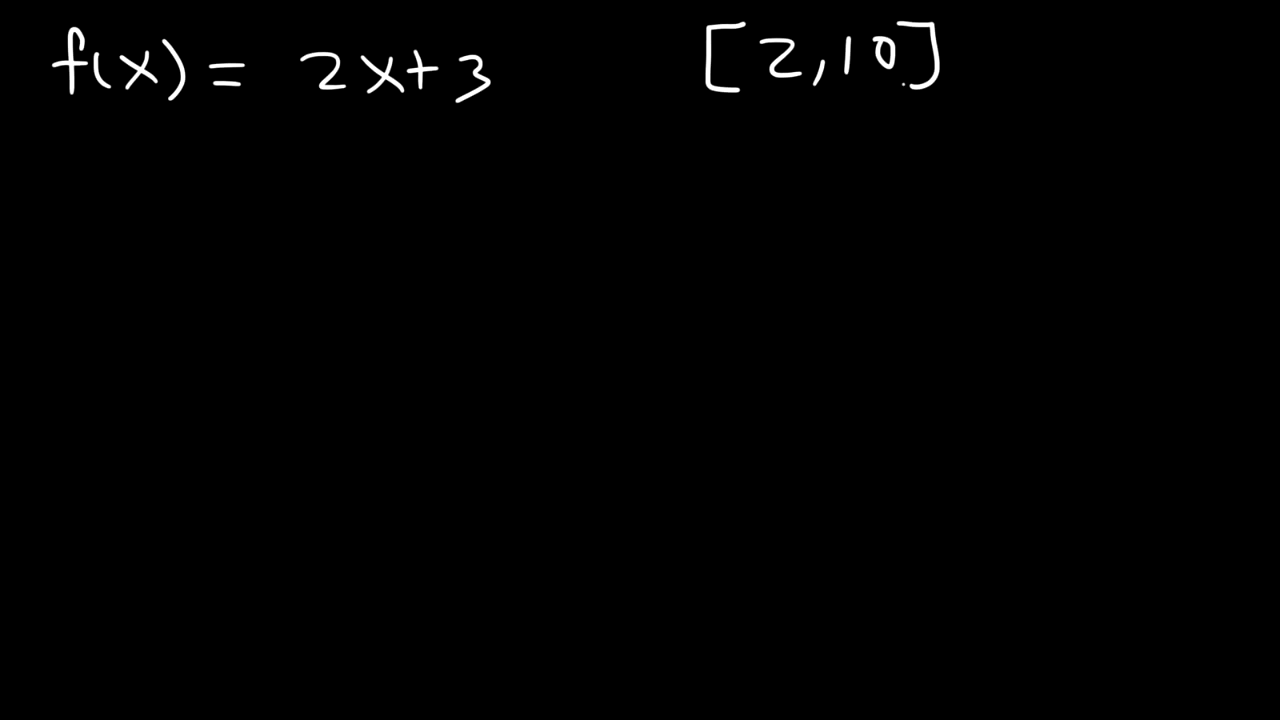 f(x) = 2x+3 [2,10]